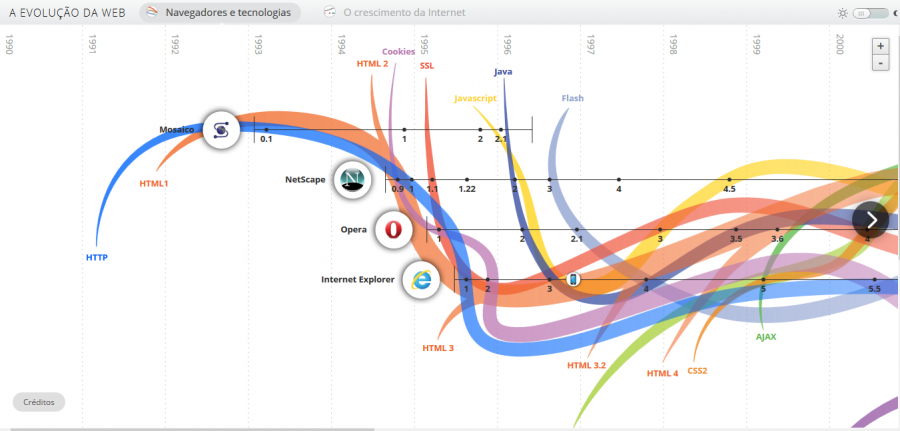 A EVOLUÇÃO DA WEB
Navegadores e tecnologias
O crescimento da Internet
1990
1991
1992
1993
1994
1995
1996
1997
1998
1999
2000
+
-
Cookies
HTML 2
SSL
Java
Javascript
Flash
Mosaico
0.1
1
2
2.1
HTML1
NetScape
0.9
1
1.1
1.22
2
3
4
4.5
Opera
1
2
2.1
3
3.5
3.6
4
HTTP
Internet Explorer
1
2
3
4
5
5.5
HTML 3
HTML 3.2
HTML 4
CSS2
AJAX
Créditos